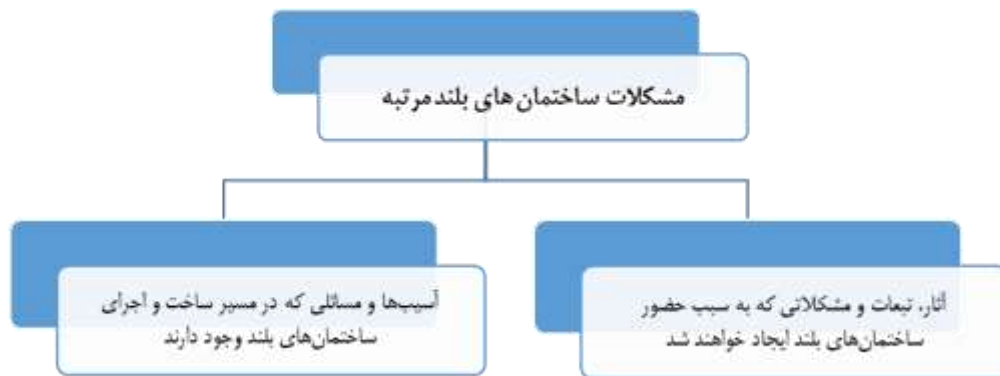 مشکلات ساختمان های بلندمرتبه
آثار، تبعات و مشکلاتی که به سبب حضور
ساختمان‌های بلند ایجاد خواهند شد
آسیب‌ها و مسائلی که در مسیر ساخت و اجرای
ساختمان‌های بلند وجود دارند